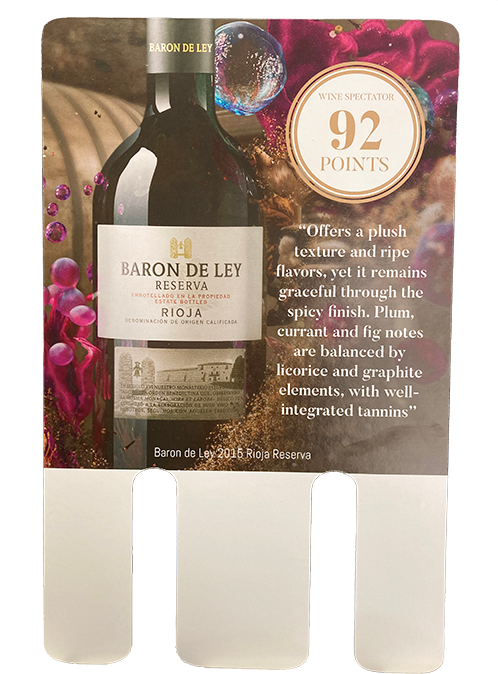 BARON DE LEY
WINE SPECTATOR
92
POINTS
“Offers a plush
texture and ripe
flavors, yet it remains
graceful through the
spicy finish. Plum,
currant and fig notes
are balanced by
licorice and graphite
elements, with well-
integrated tannins”
BARON DE LEY
RESERVA
EMBOTELLADO EN LA PROPIEDAD
ESTATE BOTTLED
RIOJA
DENOMINACIÓN DE ORIGEN CALIFICADA
Baron de Ley 2015 Rioja Reserva